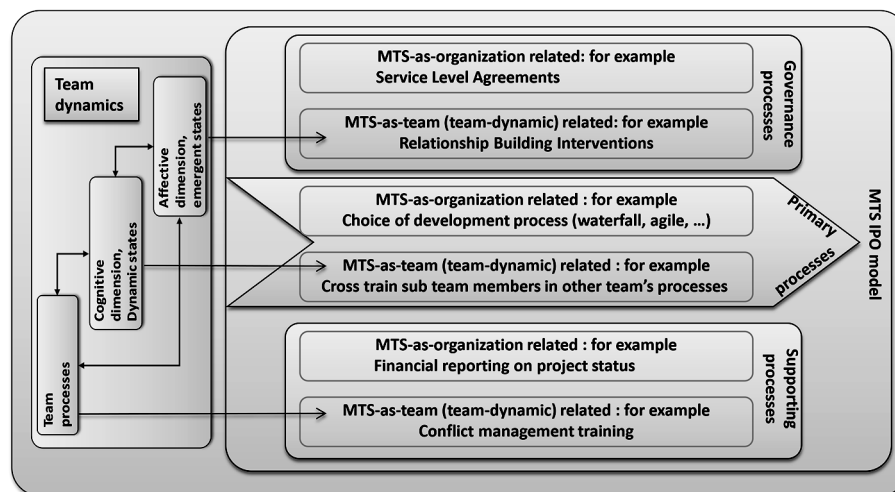 Team
dynamics
Affective
dimension,
emergent states
Cognitive
dimension,
Dynamic states
Team
processes
MTS-as-organization related: for example
Service Level Agreements
MTS-as-team (team-dynamic) related: for example
Relationship Building Interventions
Governance
processes
MTS-as-organization related : for example
Choice of development process (waterfall, agile, …)
MTS-as-team (team-dynamic) related : for example
Cross train sub team members in other team’s processes
Primary
processes
MTS-as-organization related : for example
Financial reporting on project status
MTS-as-team (team-dynamic) related : for example
Conflict management training
Supporting
processes
MTS IPO model